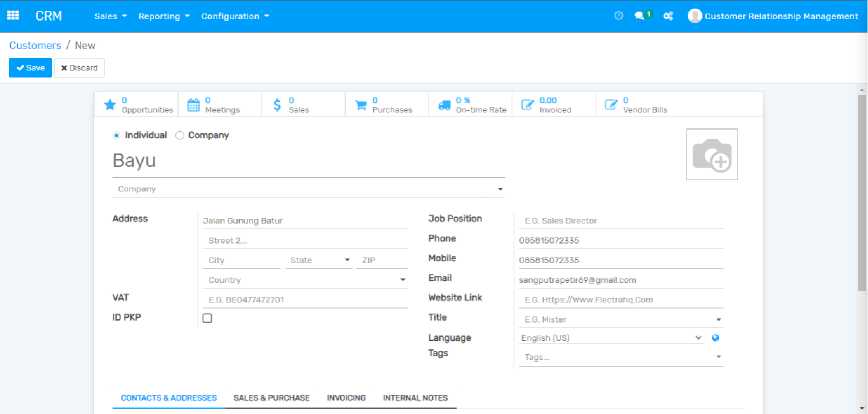 CRM Sales Reporting Configuration 1 Customer Relationship Management
Customers / New
Save Discard
0 Opportunities 0 Meetings 0 Sales 0 Purchases 0 % On-time Rate 0.00 Invoiced 0 Vendor Bills
Individual Company
Bayu
Company
Address Jalan Gunung Batur Job Position E.G. Sales Director
Street 2... Phone 085815072335
City State ZIP Mobile 085815072335
Country Email sangputrapetir69@gmail.com
VAT E.G. BE0477472701 Website Link E.G. Https://Www.Electrahq.Com
ID PKP Title E.G. Mister
Language English (US)
Tags Tags...
CONTACTS & ADDRESSES SALES & PURCHASE INVOICING INTERNAL NOTES